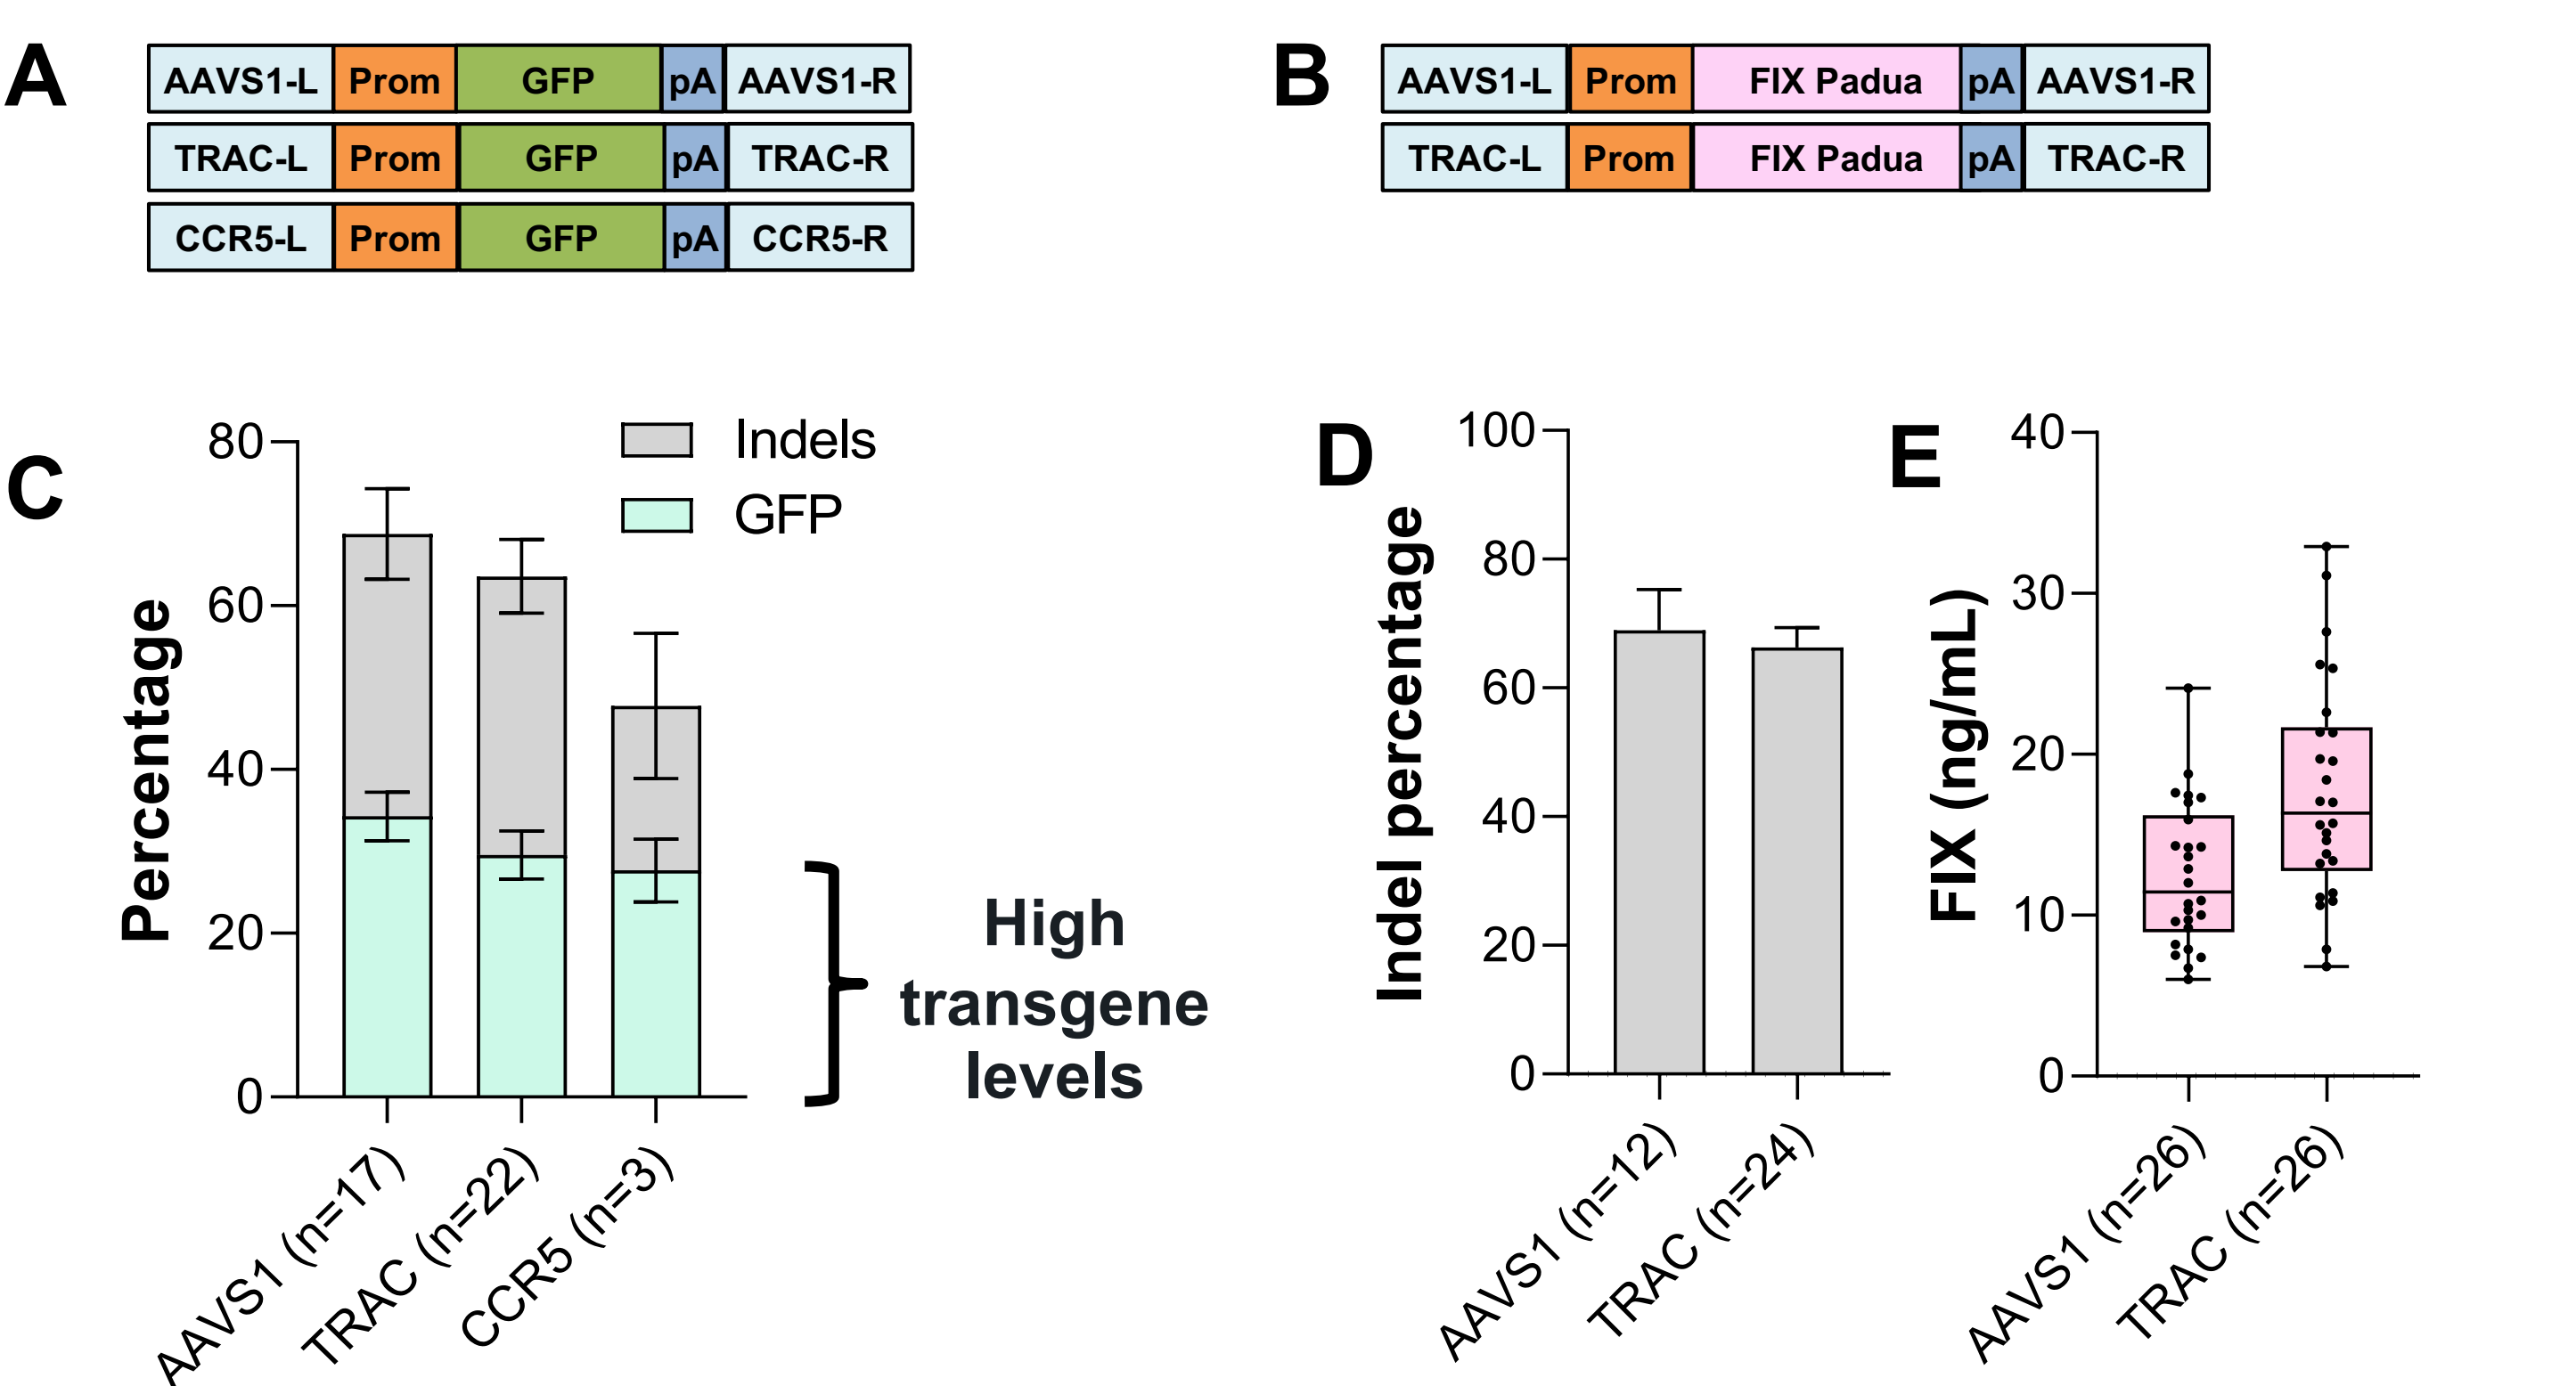 A
AAVS1-L Prom GFP pA AAVS1-R
TRAC-L Prom GFP pA TRAC-R
CCR5-L Prom GFP pA CCR5-R
B
AAVS1-L Prom FIX Padua pA AAVS1-R
TRAC-L Prom FIX Padua pA TRAC-R
C
Percentage
80
60
40
20
0
Indels
GFP
High
transgene
levels
AAVS1 (n=17)
TRAC (n=22)
CCR5 (n=3)
D
Indel percentage
100
80
60
40
20
0
AAVS1 (n=12)
TRAC (n=24)
E
FIX (ng/mL)
40
30
20
10
0
AAVS1 (n=26)
TRAC (n=26)